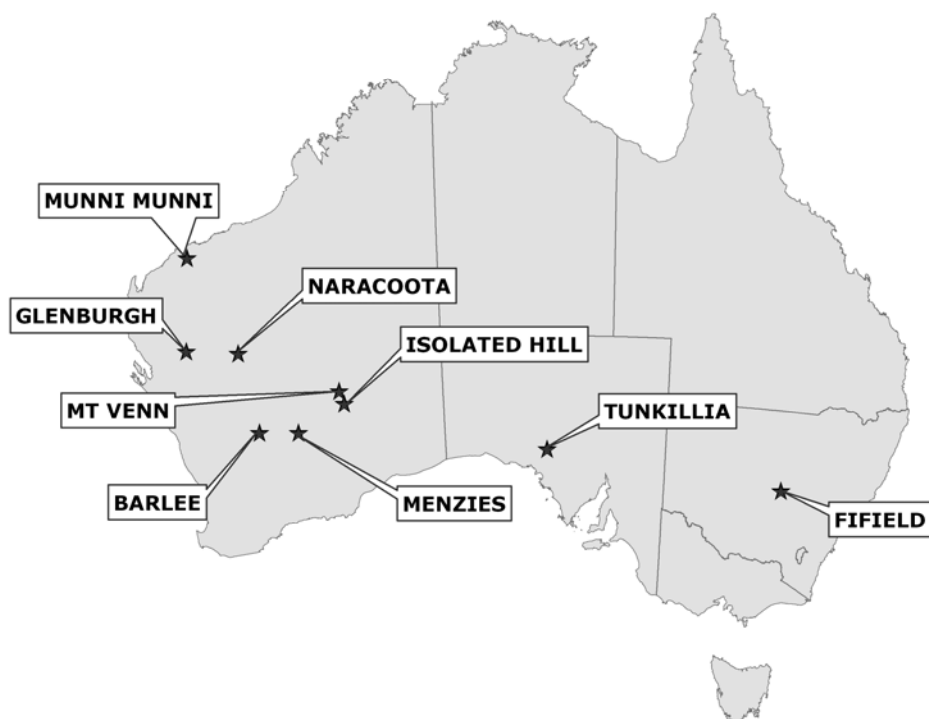 MUNNI MUNNI
NARACOOTA
GLENBURGH
ISOLATED HILL
MT VENN
TUNKILLIA
BARLEE
MENZIES
FIFIELD